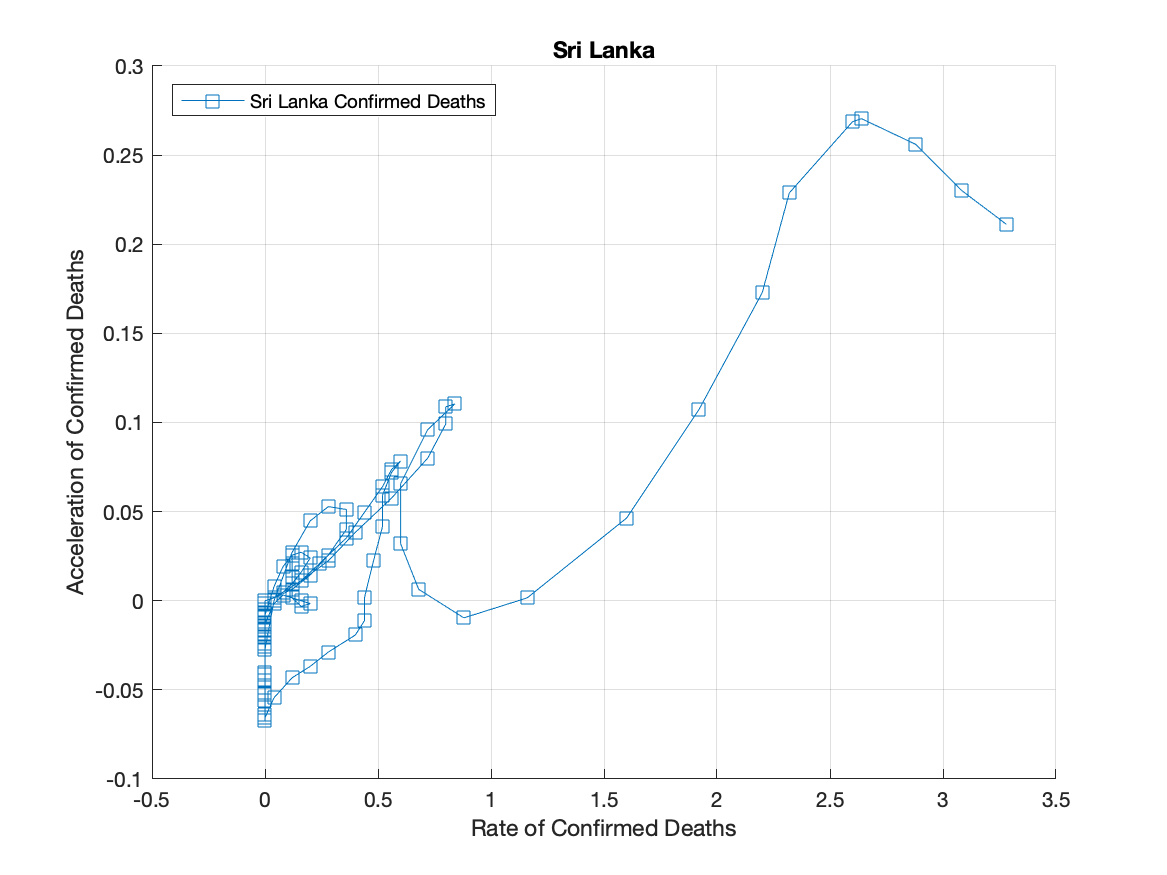 Sri Lanka
0.3
Sri Lanka Confirmed Deaths
0.25
0.2
0.15
0.1
0.05
0
-0.05
-0.1
Acceleration of Confirmed Deaths
-0.5 0 0.5 1 1.5 2 2.5 3 3.5
Rate of Confirmed Deaths